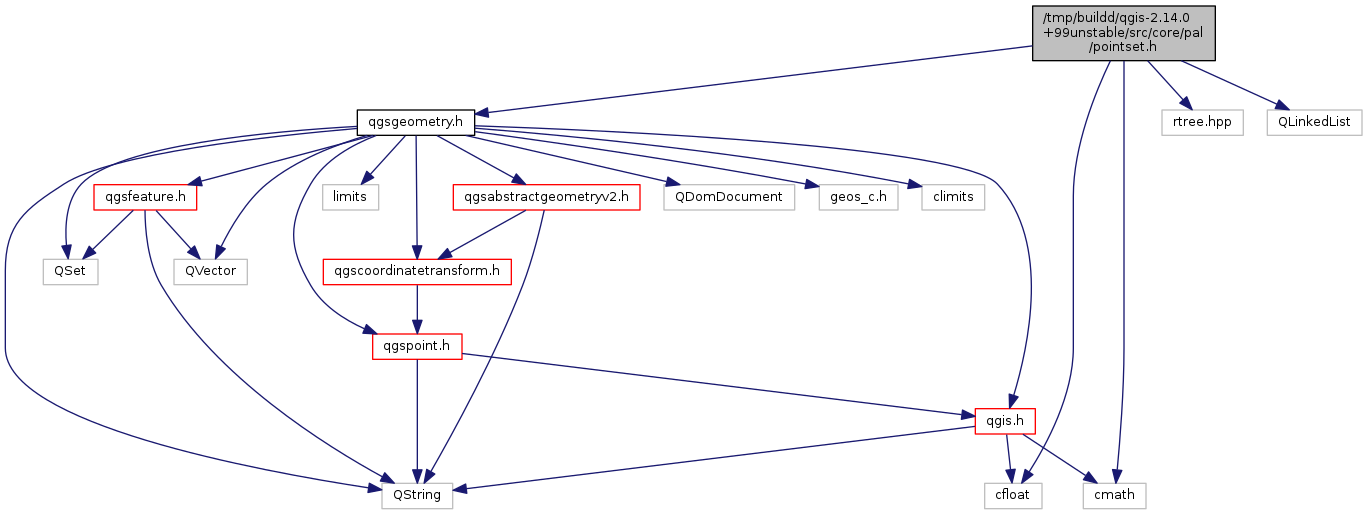 /tmp/buildd/qgis-2.14.0
+99unstable/src/core/pal
/pointset.h
qgsgeometry.h
rtree.hpp
QLinkedList
qgsfeature.h
limits
qgsabstractgeometryv2.h
QDomDocument
geos_c.h
climits
QSet
QVector
qgscoordinatetransform.h
qgspoint.h
qgis.h
QString
cfloat
cmath